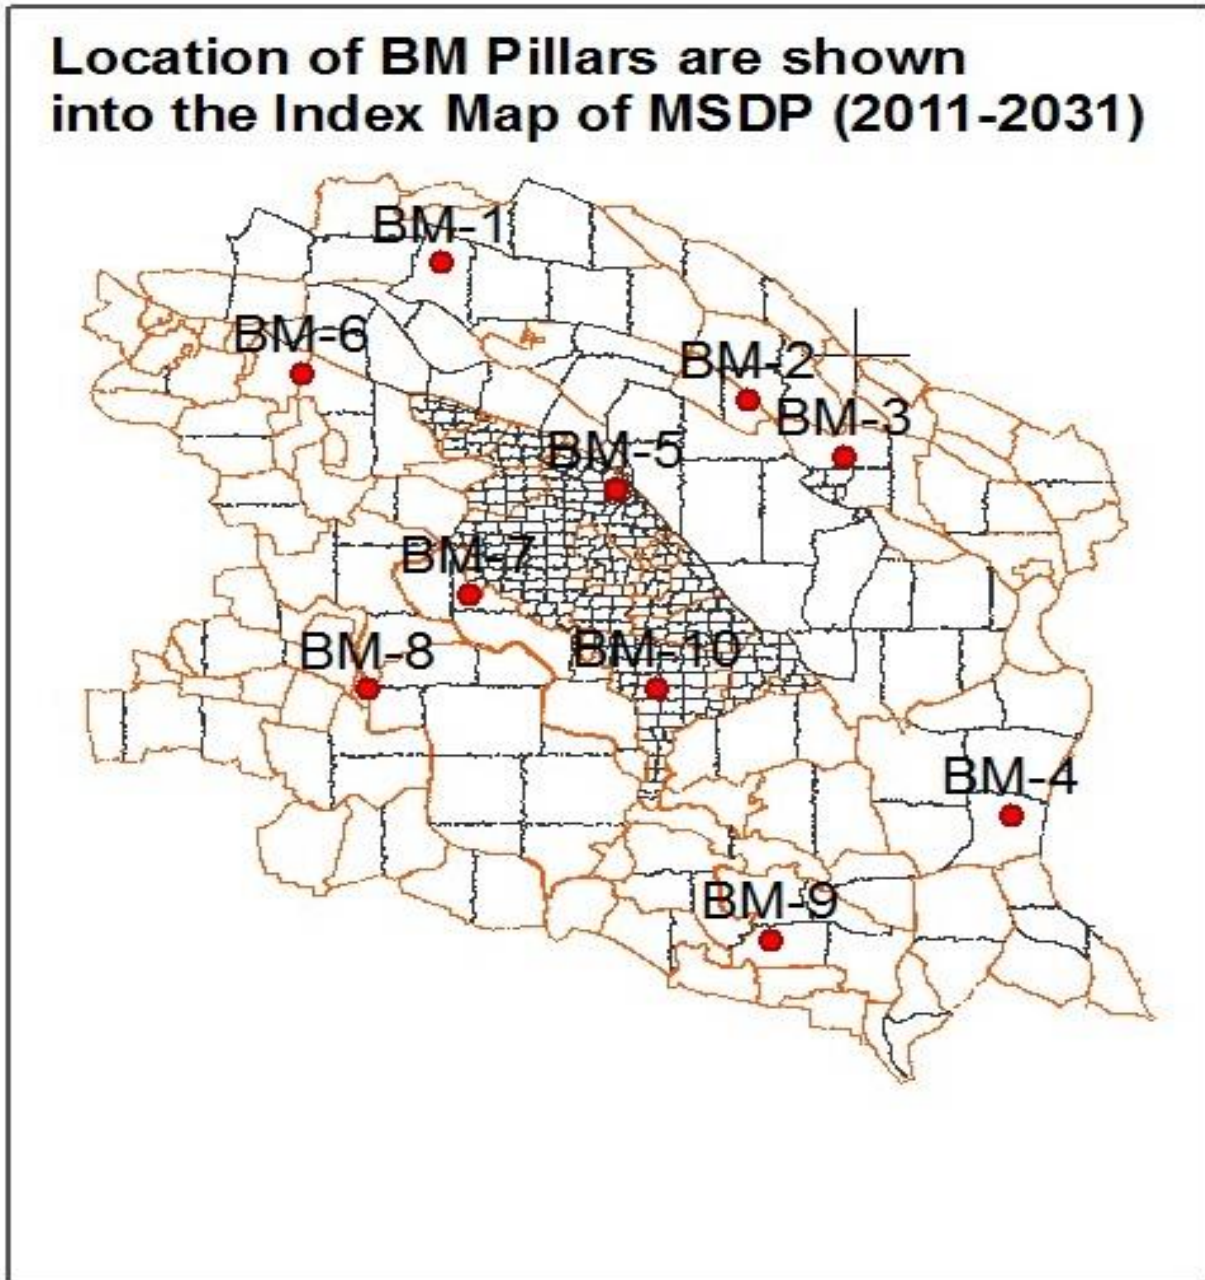 Location of BM Pillars are shown
into the Index Map of MSDP (2011-2031)
BM-1
BM-6
BM-2
BM-3
BM-5
BM-7
BM-8
BM-10
BM-4
BM-9